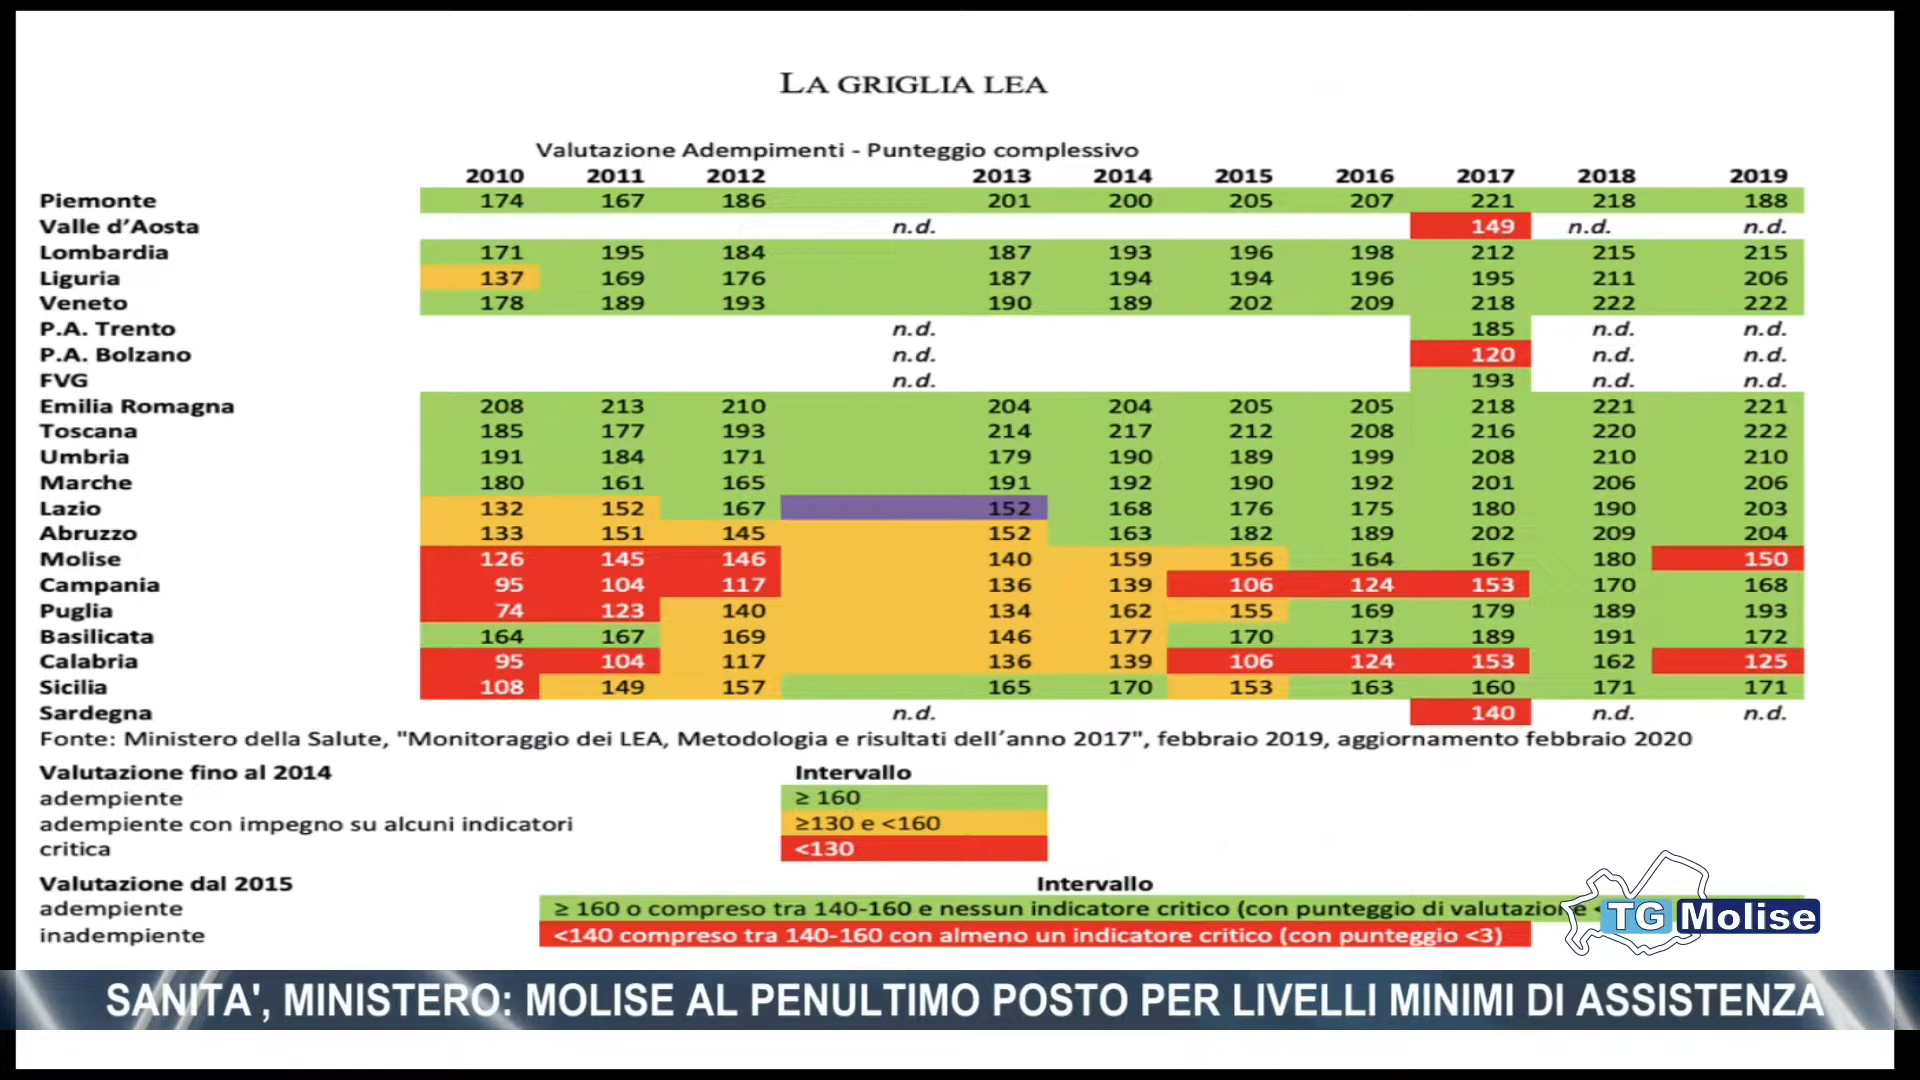 LA GRIGLIA LEA
Valutazione Adempimenti - Punteggio complessivo
2010 2011 2012 2013 2014 2015 2016 2017 2018 2019
Piemonte 174 167 186 201 200 205 207 221 218 188
Valle d'Aosta n.d. 149 n.d. n.d.
Lombardia 171 195 184 187 193 196 198 212 215 215
Liguria 137 169 176 187 194 194 196 195 211 206
Veneto 178 189 193 190 189 202 209 218 222 222
P.A. Trento n.d. 185 n.d. n.d.
P.A. Bolzano n.d. 120 n.d. n.d.
FVG n.d. 193 n.d. n.d.
Emilia Romagna 208 213 210 204 204 205 205 218 221 221
Toscana 185 177 193 214 217 212 208 216 220 222
Umbria 191 184 171 179 190 189 199 208 210 210
Marche 180 161 165 191 192 190 192 201 206 206
Lazio 132 152 167 152 168 176 175 180 190 203
Abruzzo 133 151 145 152 163 182 189 202 209 204
Molise 126 145 146 140 159 156 164 167 180 150
Campania 95 104 117 136 139 106 124 153 170 168
Puglia 74 123 140 134 162 155 169 179 189 193
Basilicata 164 167 169 146 177 170 173 189 191 172
Calabria 95 104 117 136 139 106 124 153 162 125
Sicilia 108 149 157 165 170 153 163 160 171 171
Sardegna n.d. 140 n.d. n.d.
Fonte: Ministero della Salute, "Monitoraggio dei LEA, Metodologia e risultati dell'anno 2017", febbraio 2019, aggiornamento febbraio 2020
Valutazione fino al 2014 Intervallo
adempiente ≥ 160
adempiente con impegno su alcuni indicatori ≥130 e <160
critica <130
Valutazione dal 2015 Intervallo
adempiente ≥ 160 o compreso tra 140-160 e nessun indicatore critico (con punteggio di valutazione <
inadempiente <140 compreso tra 140-160 con almeno un indicatore critico (con punteggio <3)
TG Molise
SANITA', MINISTERO: MOLISE AL PENULTIMO POSTO PER LIVELLI MINIMI DI ASSISTENZA